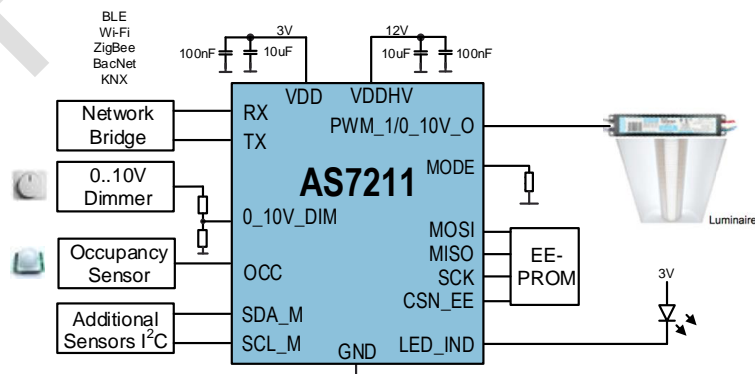 BLE
Wi-Fi
ZigBee
BacNet
KNX
100nF
3V
10uF
12V
10uF
100nF
VDD
VDDHV
Network
Bridge
RX
TX
PWM_1/0_10V_O
0..10V
Dimmer
AS7211
MODE
0_10V_DIM
Luminaire
Occupancy
Sensor
OCC
MOSI
MISO
SCK
CSN_EE
EE-
PROM
3V
Additional
Sensors I²C
SDA_M
SCL_M
GND
LED_IND